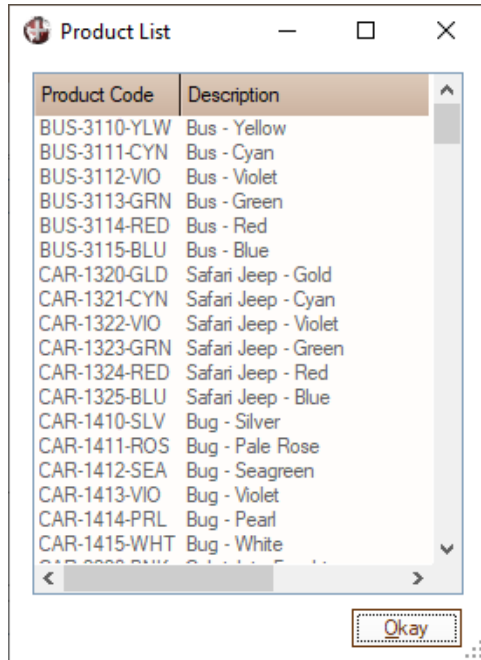 Product List
Product Code Description
BUS-3110-YLW Bus - Yellow
BUS-3111-CYN Bus - Cyan
BUS-3112-VIO Bus - Violet
BUS-3113-GRN Bus - Green
BUS-3114-RED Bus - Red
BUS-3115-BLU Bus - Blue
CAR-1320-GLD Safari Jeep - Gold
CAR-1321-CYN Safari Jeep - Cyan
CAR-1322-VIO Safari Jeep - Violet
CAR-1323-GRN Safari Jeep - Green
CAR-1324-RED Safari Jeep - Red
CAR-1325-BLU Safari Jeep - Blue
CAR-1410-SLV Bug - Silver
CAR-1411-ROS Bug - Pale Rose
CAR-1412-SEA Bug - Seagreen
CAR-1413-VIO Bug - Violet
CAR-1414-PRL Bug - Pearl
CAR-1415-WHT Bug - White
Okay